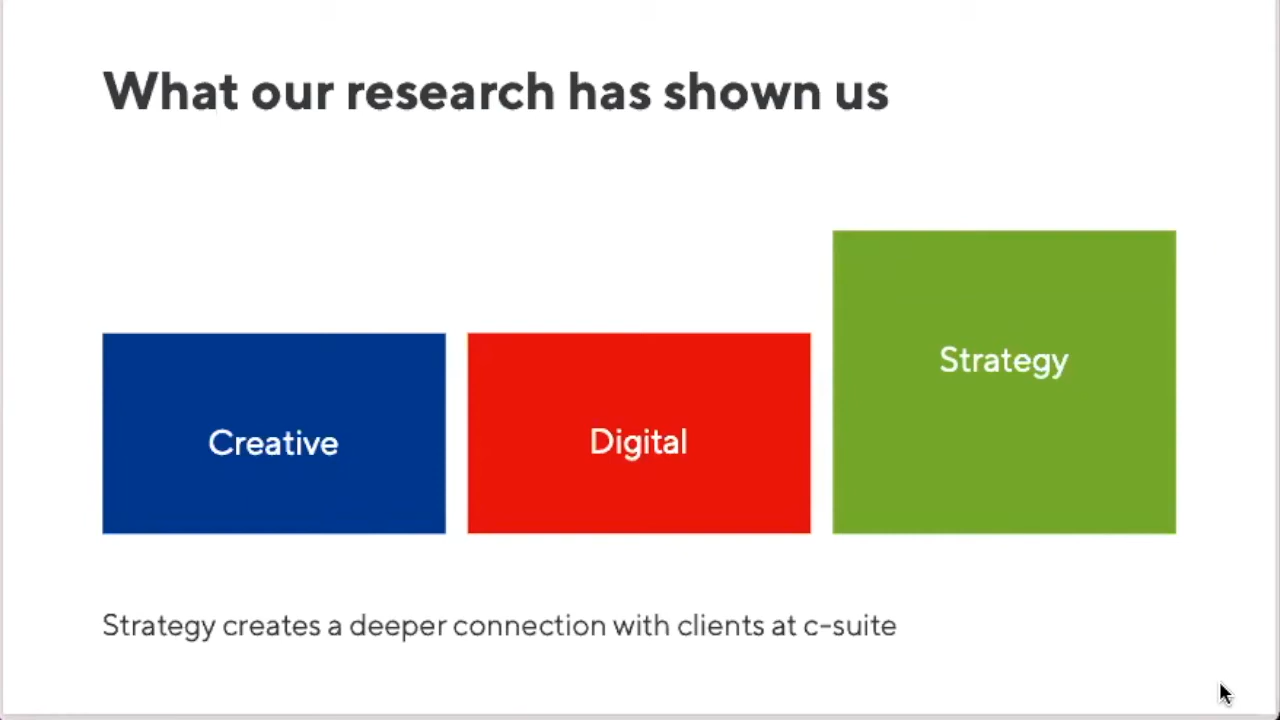 What our research has shown us
Strategy
Creative
Digital
Strategy creates a deeper connection with clients at c-suite